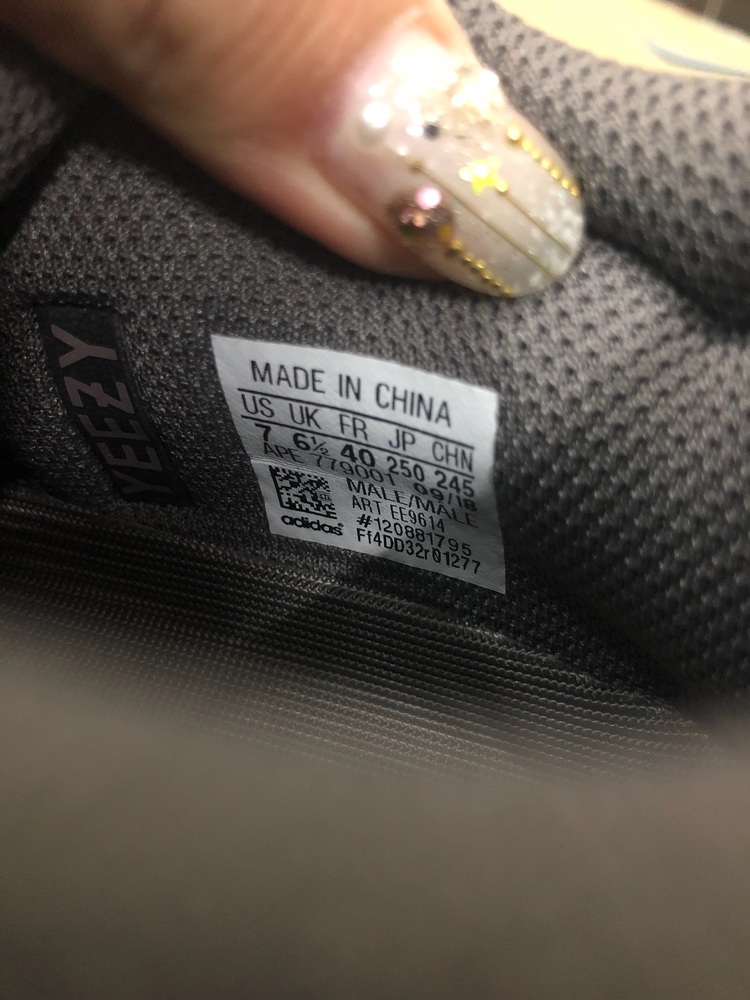 YEEZY
MADE IN CHINA
US UK FR JP CHN
7 6½ 40 250 245
APE 779001 09/18
MALE/MÂLE
ART EE9614
#120881795
adidas® Ff4DD32r01277